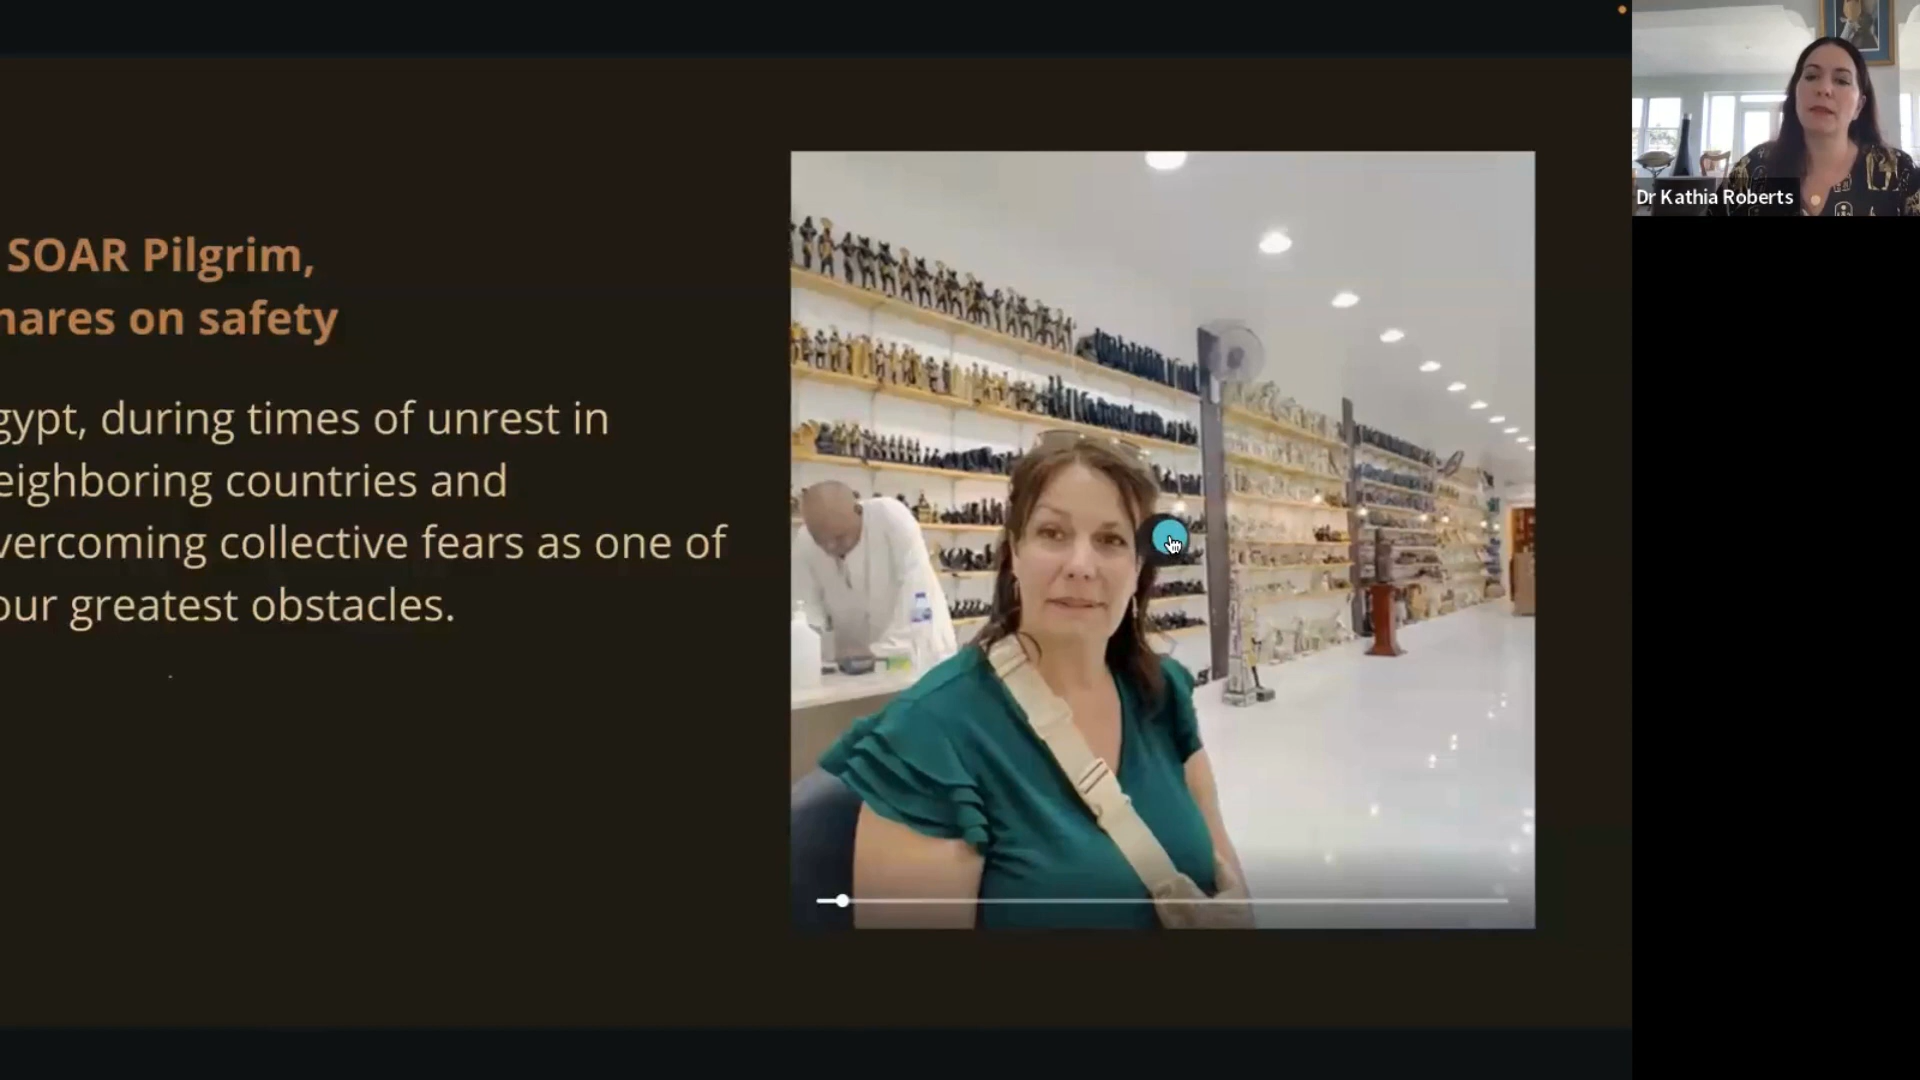 SOAR Pilgrim,
hares on safety
gypt, during times of unrest in
eighboring countries and
vercoming collective fears as one of
our greatest obstacles.
Dr Kathia Roberts